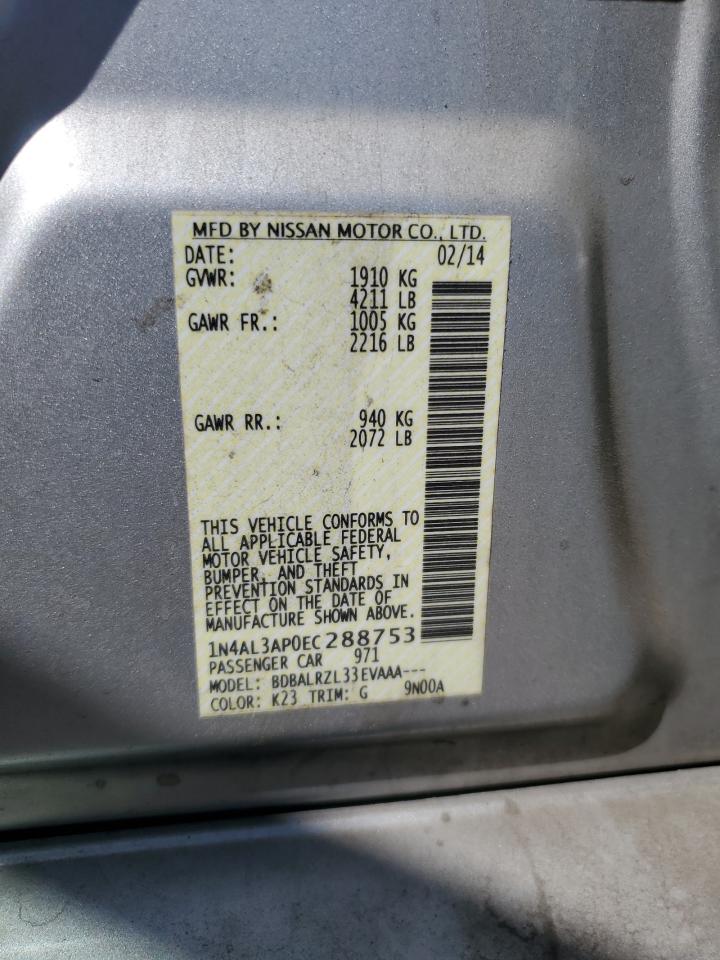 MFD BY NISSAN MOTOR CO., LTD.
DATE: 02/14
GVWR: 1910 KG
4211 LB
GAWR FR.: 1005 KG
2216 LB
GAWR RR.: 940 KG
2072 LB
THIS VEHICLE CONFORMS TO
ALL APPLICABLE FEDERAL
MOTOR VEHICLE SAFETY,
BUMPER, AND THEFT
PREVENTION STANDARDS IN
EFFECT ON THE DATE OF
MANUFACTURE SHOWN ABOVE.
1N4AL3AP0EC288753
PASSENGER CAR 971
MODEL: BDBALRZL33EVAAA---
COLOR: K23 TRIM: G 9N00A